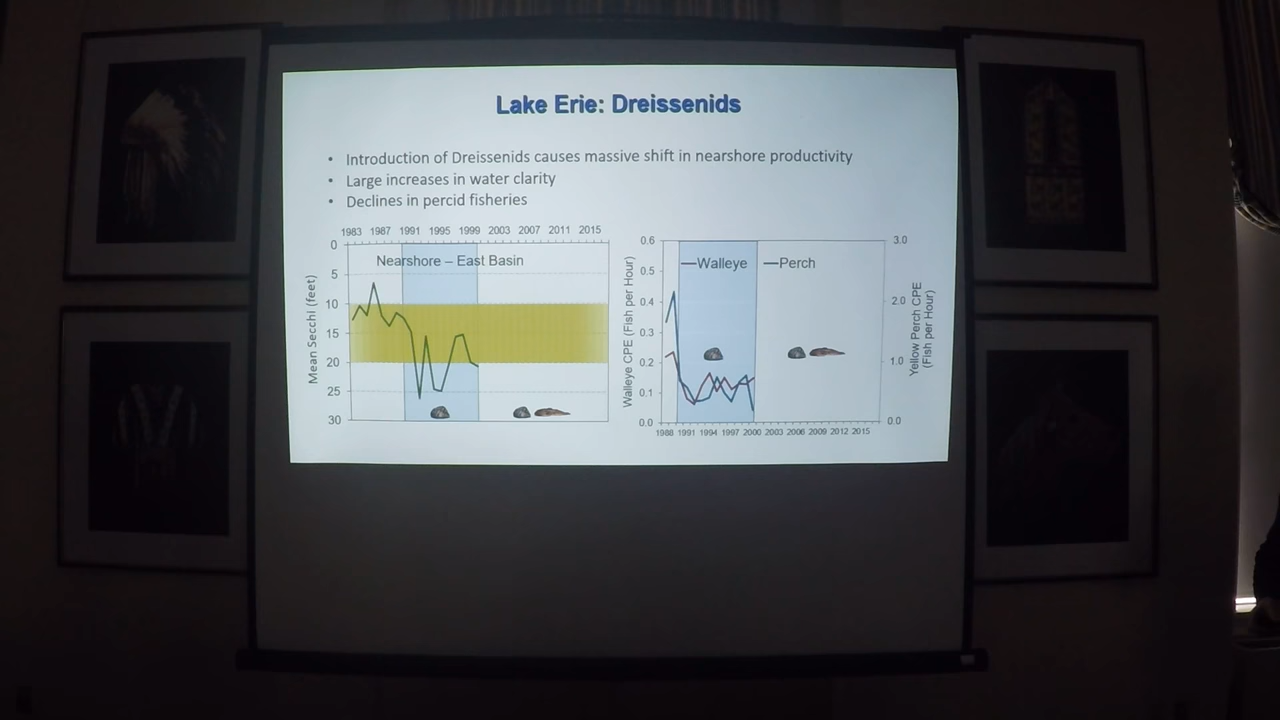 Lake Erie: Dreissenids
• Introduction of Dreissenids causes massive shift in nearshore productivity
• Large increases in water clarity
• Declines in percid fisheries
1983 1987 1991 1995 1999 2003 2007 2011 2015
Nearshore – East Basin
Mean Secchi (feet)
0
5
10
15
20
25
30
Walleye CPE (Fish per Hour)
0.6
0.5
0.4
0.3
0.2
0.1
0.0
Walleye Perch
3.0
2.0
1.0
0.0
Yellow Perch CPE
(Fish per Hour)
1988 1991 1994 1997 2000 2003 2006 2009 2012 2015